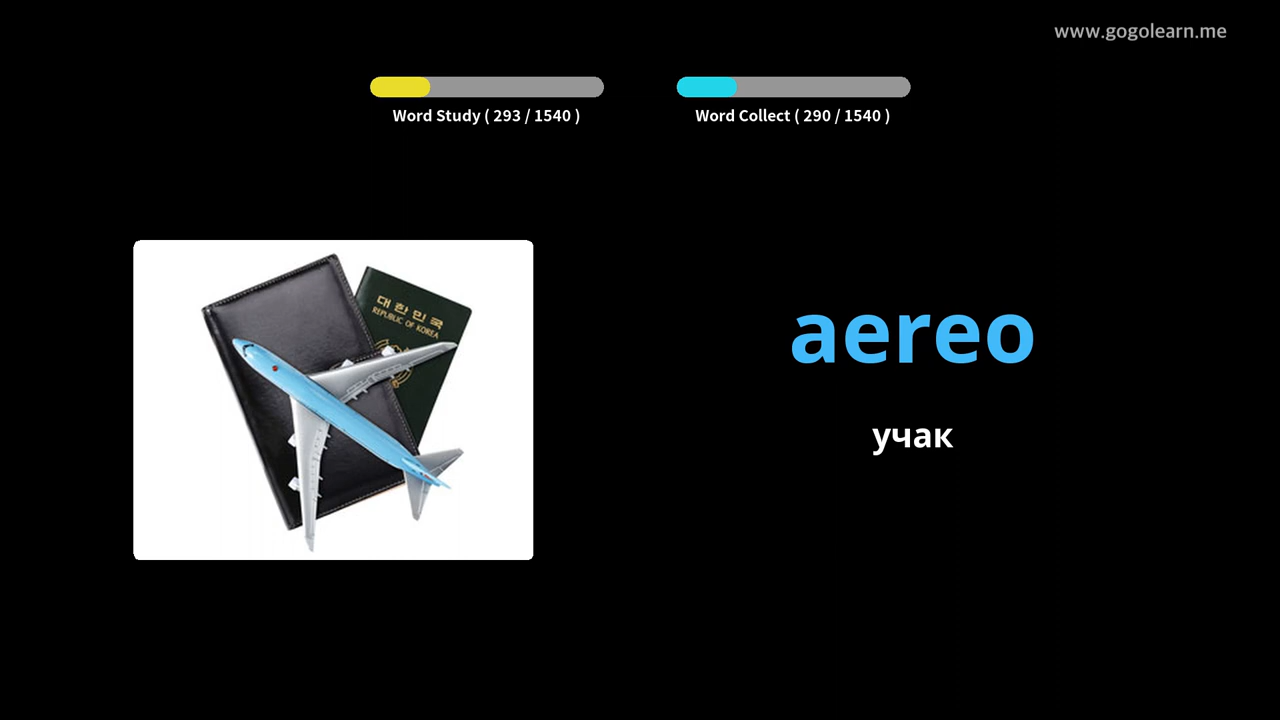 www.gogolearn.me
Word Study ( 293 / 1540 )
Word Collect ( 290 / 1540 )
대한민국
REPUBLIC OF KOREA
aereo
учак